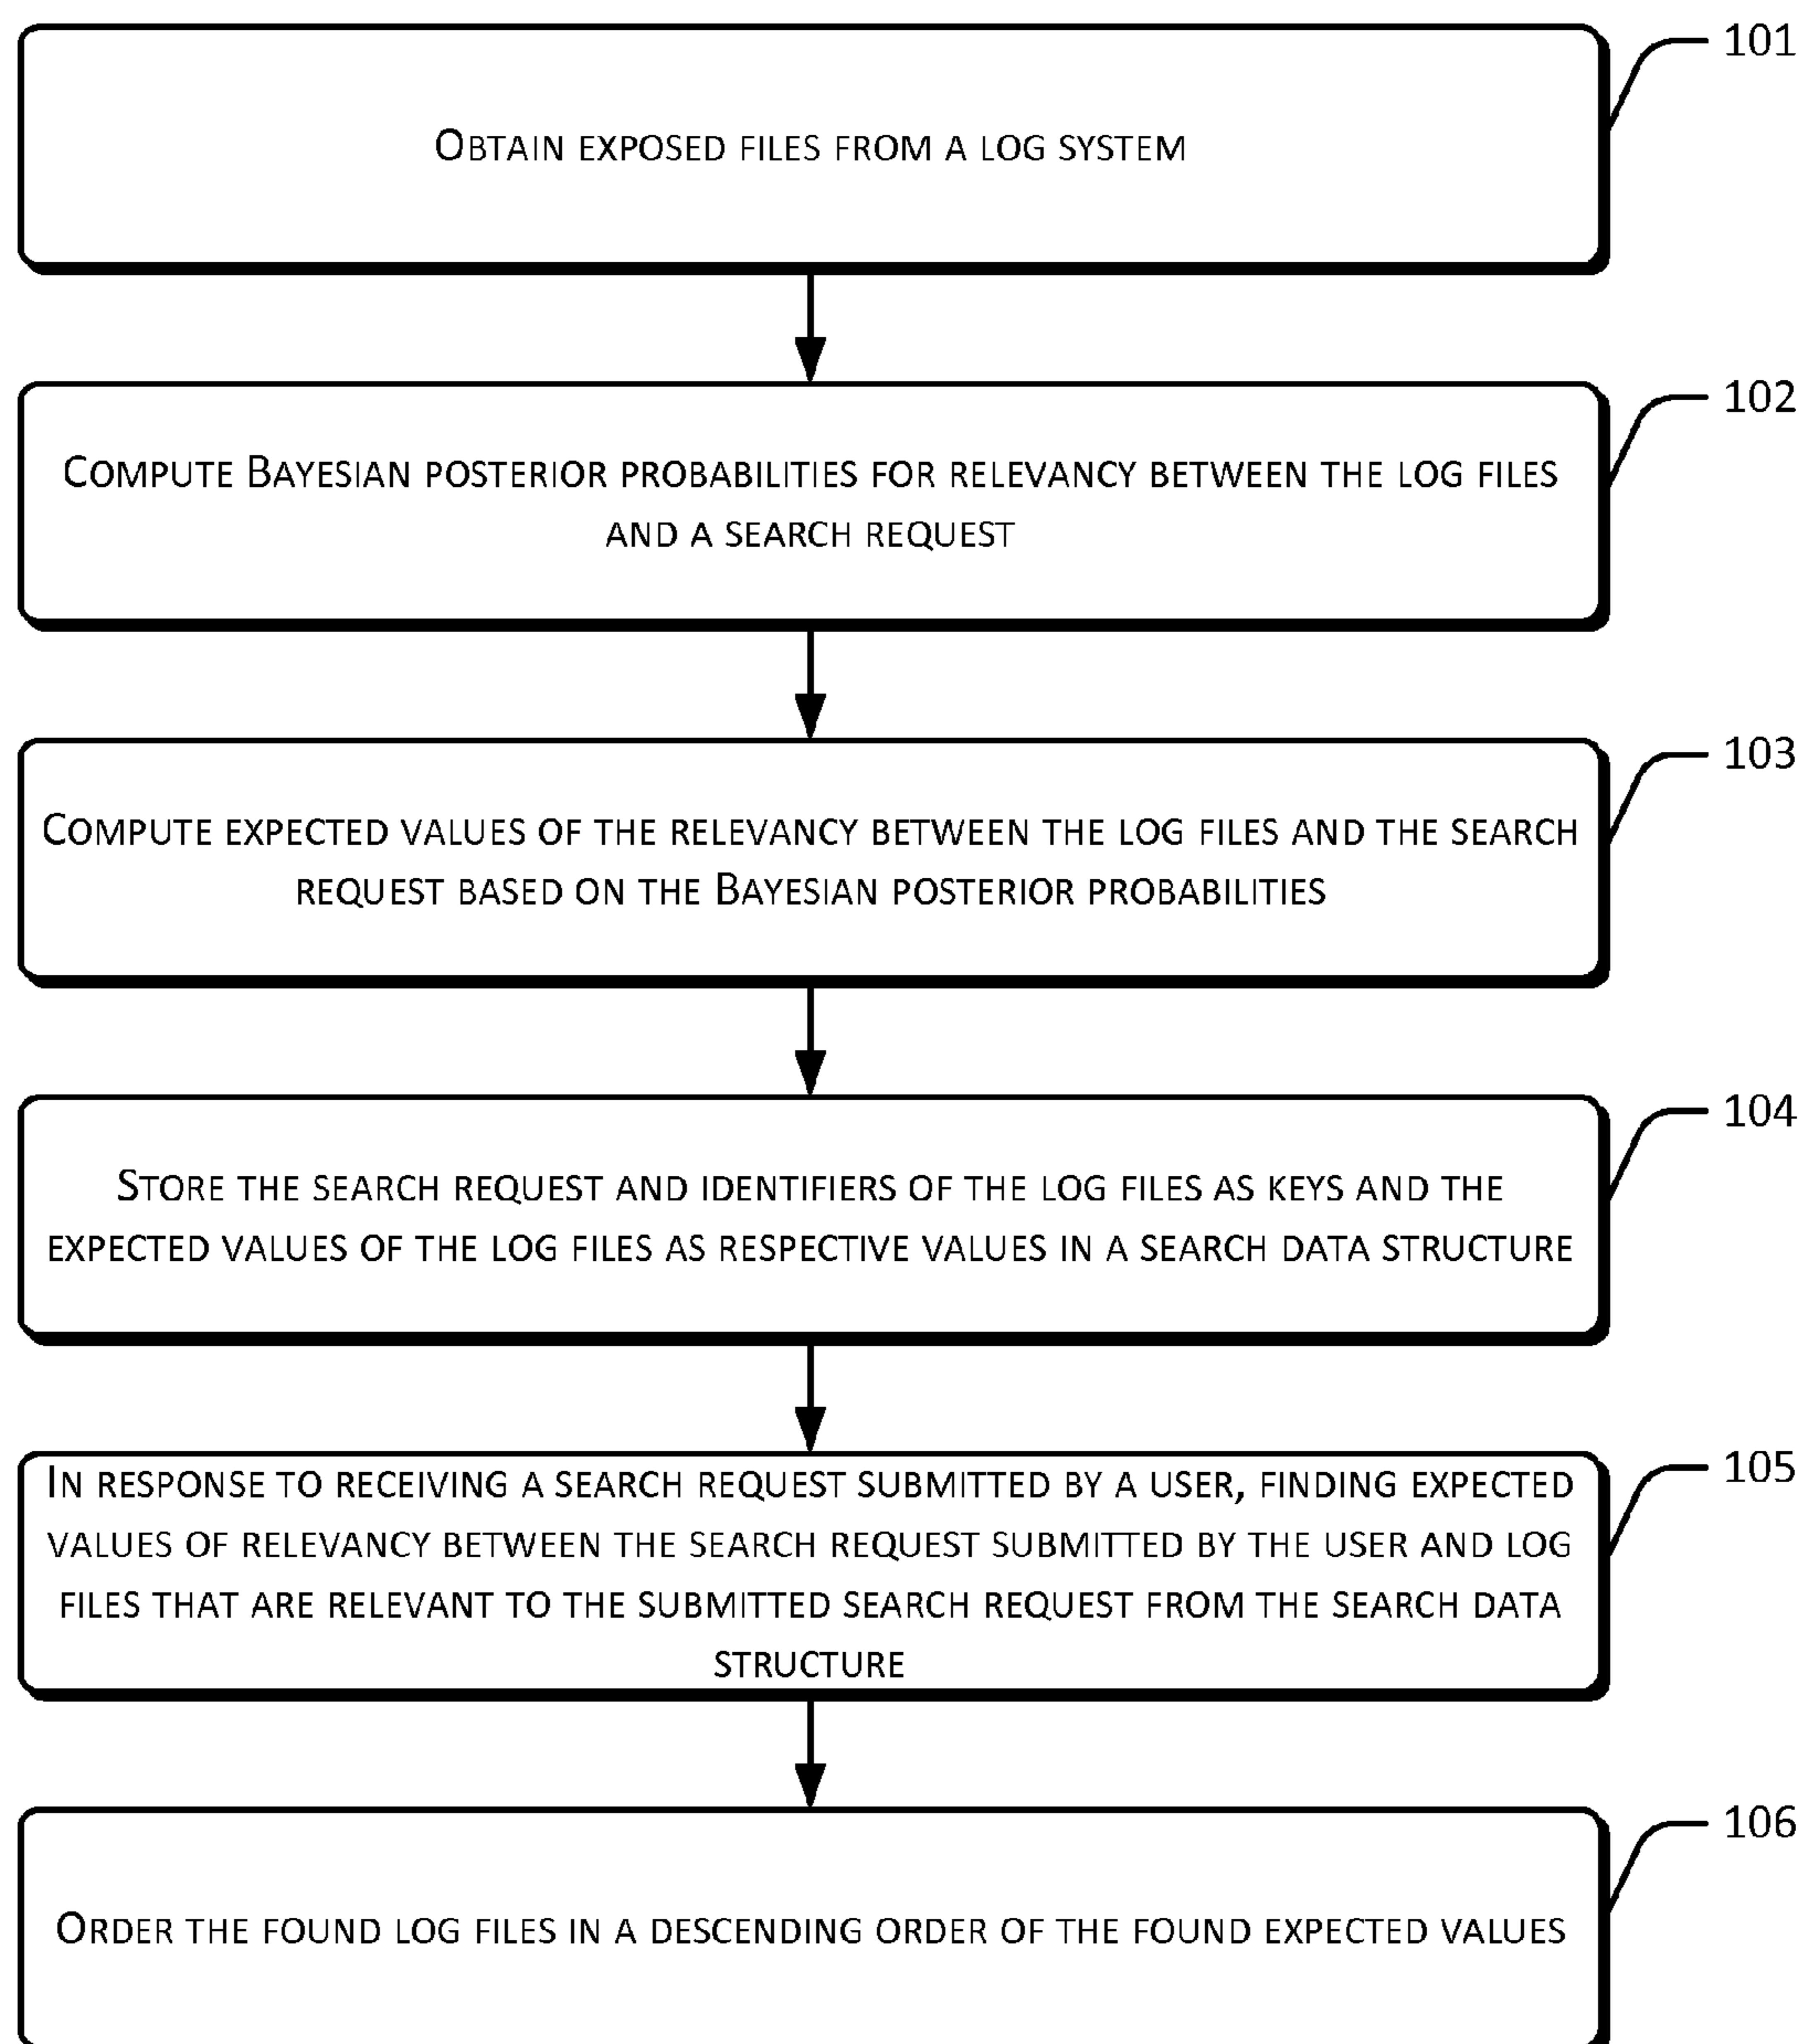 101
OBTAIN EXPOSED FILES FROM A LOG SYSTEM
102
COMPUTE BAYESIAN POSTERIOR PROBABILITIES FOR RELEVANCY BETWEEN THE LOG FILES
AND A SEARCH REQUEST
103
COMPUTE EXPECTED VALUES OF THE RELEVANCY BETWEEN THE LOG FILES AND THE SEARCH
REQUEST BASED ON THE BAYESIAN POSTERIOR PROBABILITIES
104
STORE THE SEARCH REQUEST AND IDENTIFIERS OF THE LOG FILES AS KEYS AND THE
EXPECTED VALUES OF THE LOG FILES AS RESPECTIVE VALUES IN A SEARCH DATA STRUCTURE
105
IN RESPONSE TO RECEIVING A SEARCH REQUEST SUBMITTED BY A USER, FINDING EXPECTED
VALUES OF RELEVANCY BETWEEN THE SEARCH REQUEST SUBMITTED BY THE USER AND LOG
FILES THAT ARE RELEVANT TO THE SUBMITTED SEARCH REQUEST FROM THE SEARCH DATA
STRUCTURE
106
ORDER THE FOUND LOG FILES IN A DESCENDING ORDER OF THE FOUND EXPECTED VALUES